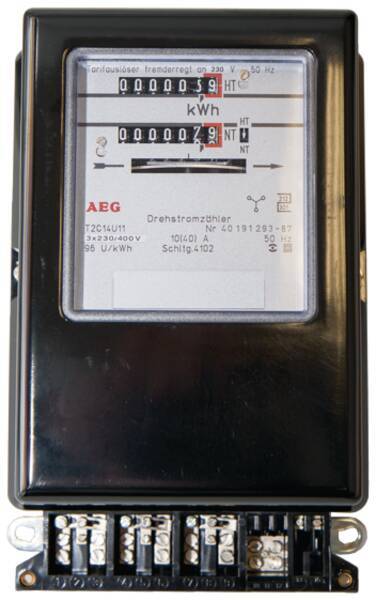 Tarifauslöser fremderregt an 230 V 50 Hz
0000059 HT
kWh
HT
000007 NT
NT
AEG
Drehstromzähler
T2C14U11 Nr 40 191 293-87
3x230/400V 10(40) A 50 Hz
96 U/kWh Schltg.4102